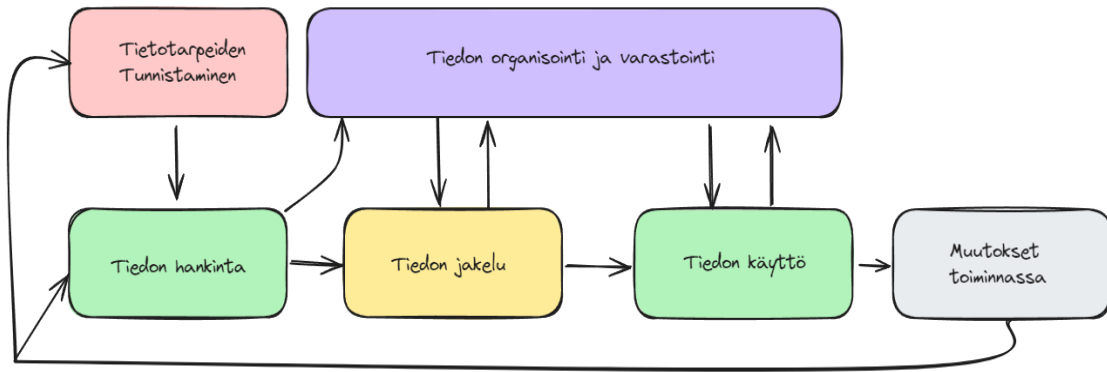 Tietotarpeiden
Tunnistaminen
Tiedon organisointi ja varastointi
Tiedon hankinta
Tiedon jakelu
Tiedon käyttö
Muutokset
toiminnassa